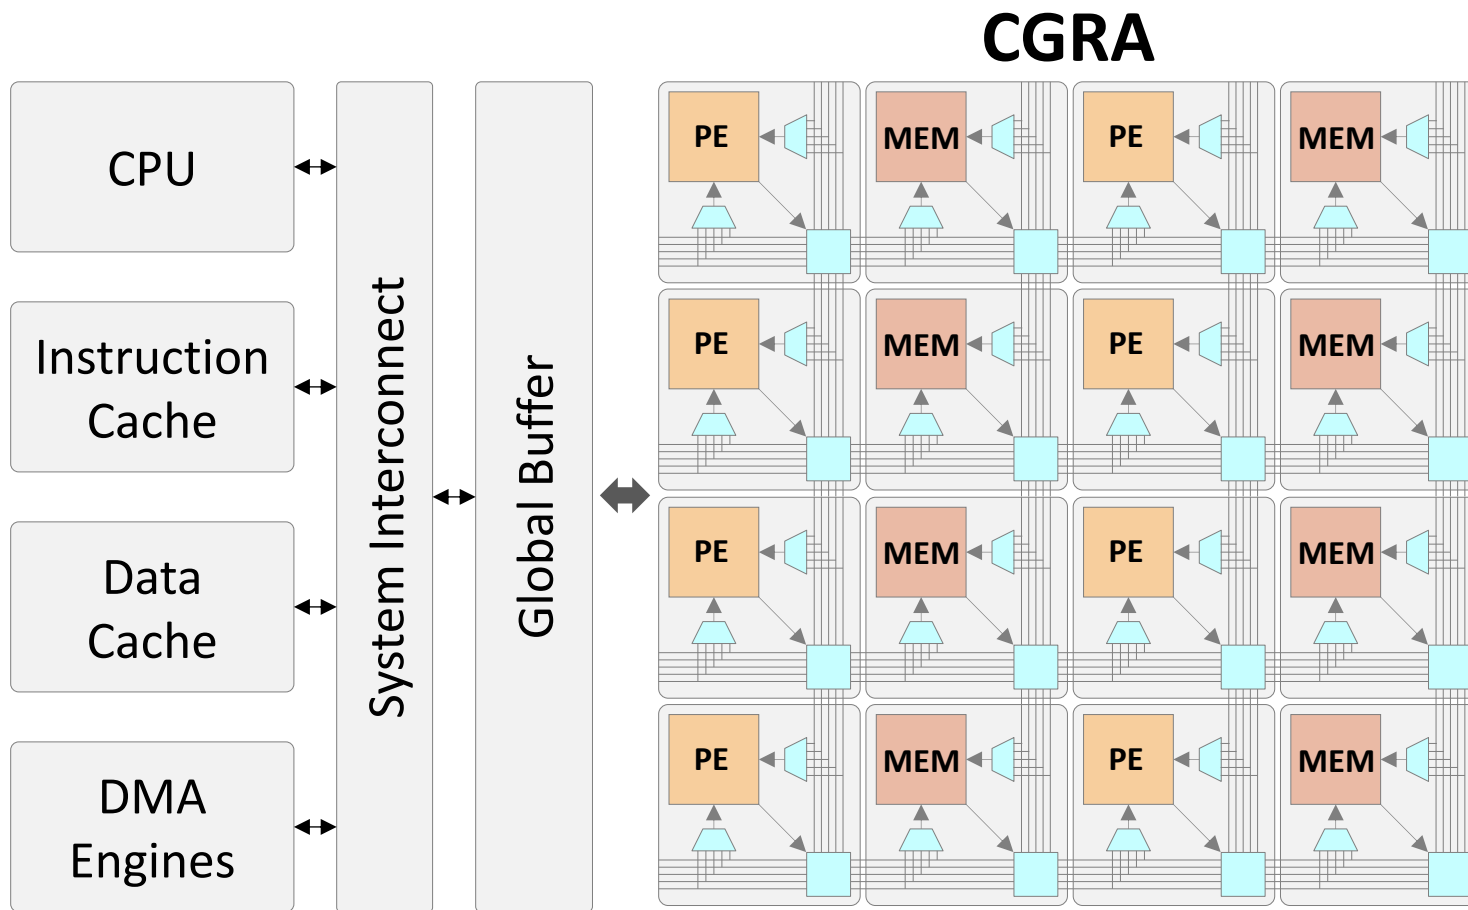 CGRA
CPU
Instruction
Cache
Data
Cache
DMA
Engines
System Interconnect
Global Buffer
PE
MEM
PE
MEM
PE
MEM
PE
MEM
PE
MEM
PE
MEM
PE
MEM
PE
MEM